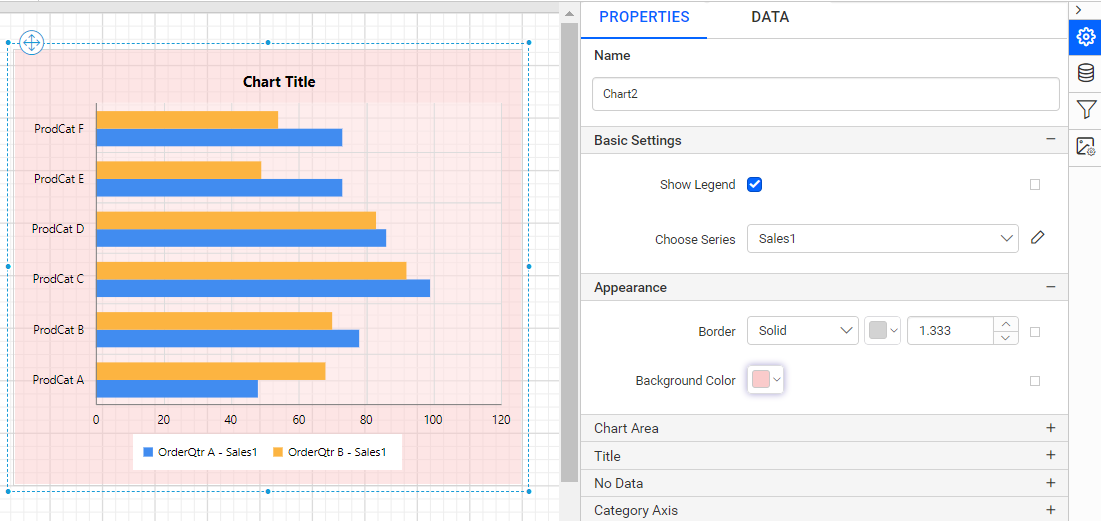 PROPERTIES DATA
Name
Chart2
Basic Settings
Show Legend
Choose Series Sales1
Appearance
Border Solid 1.333
Background Color
Chart Area
Title
No Data
Category Axis
Chart Title
ProdCat F
ProdCat E
ProdCat D
ProdCat C
ProdCat B
ProdCat A
0 20 40 60 80 100 120
OrderQtr A - Sales1 OrderQtr B - Sales1